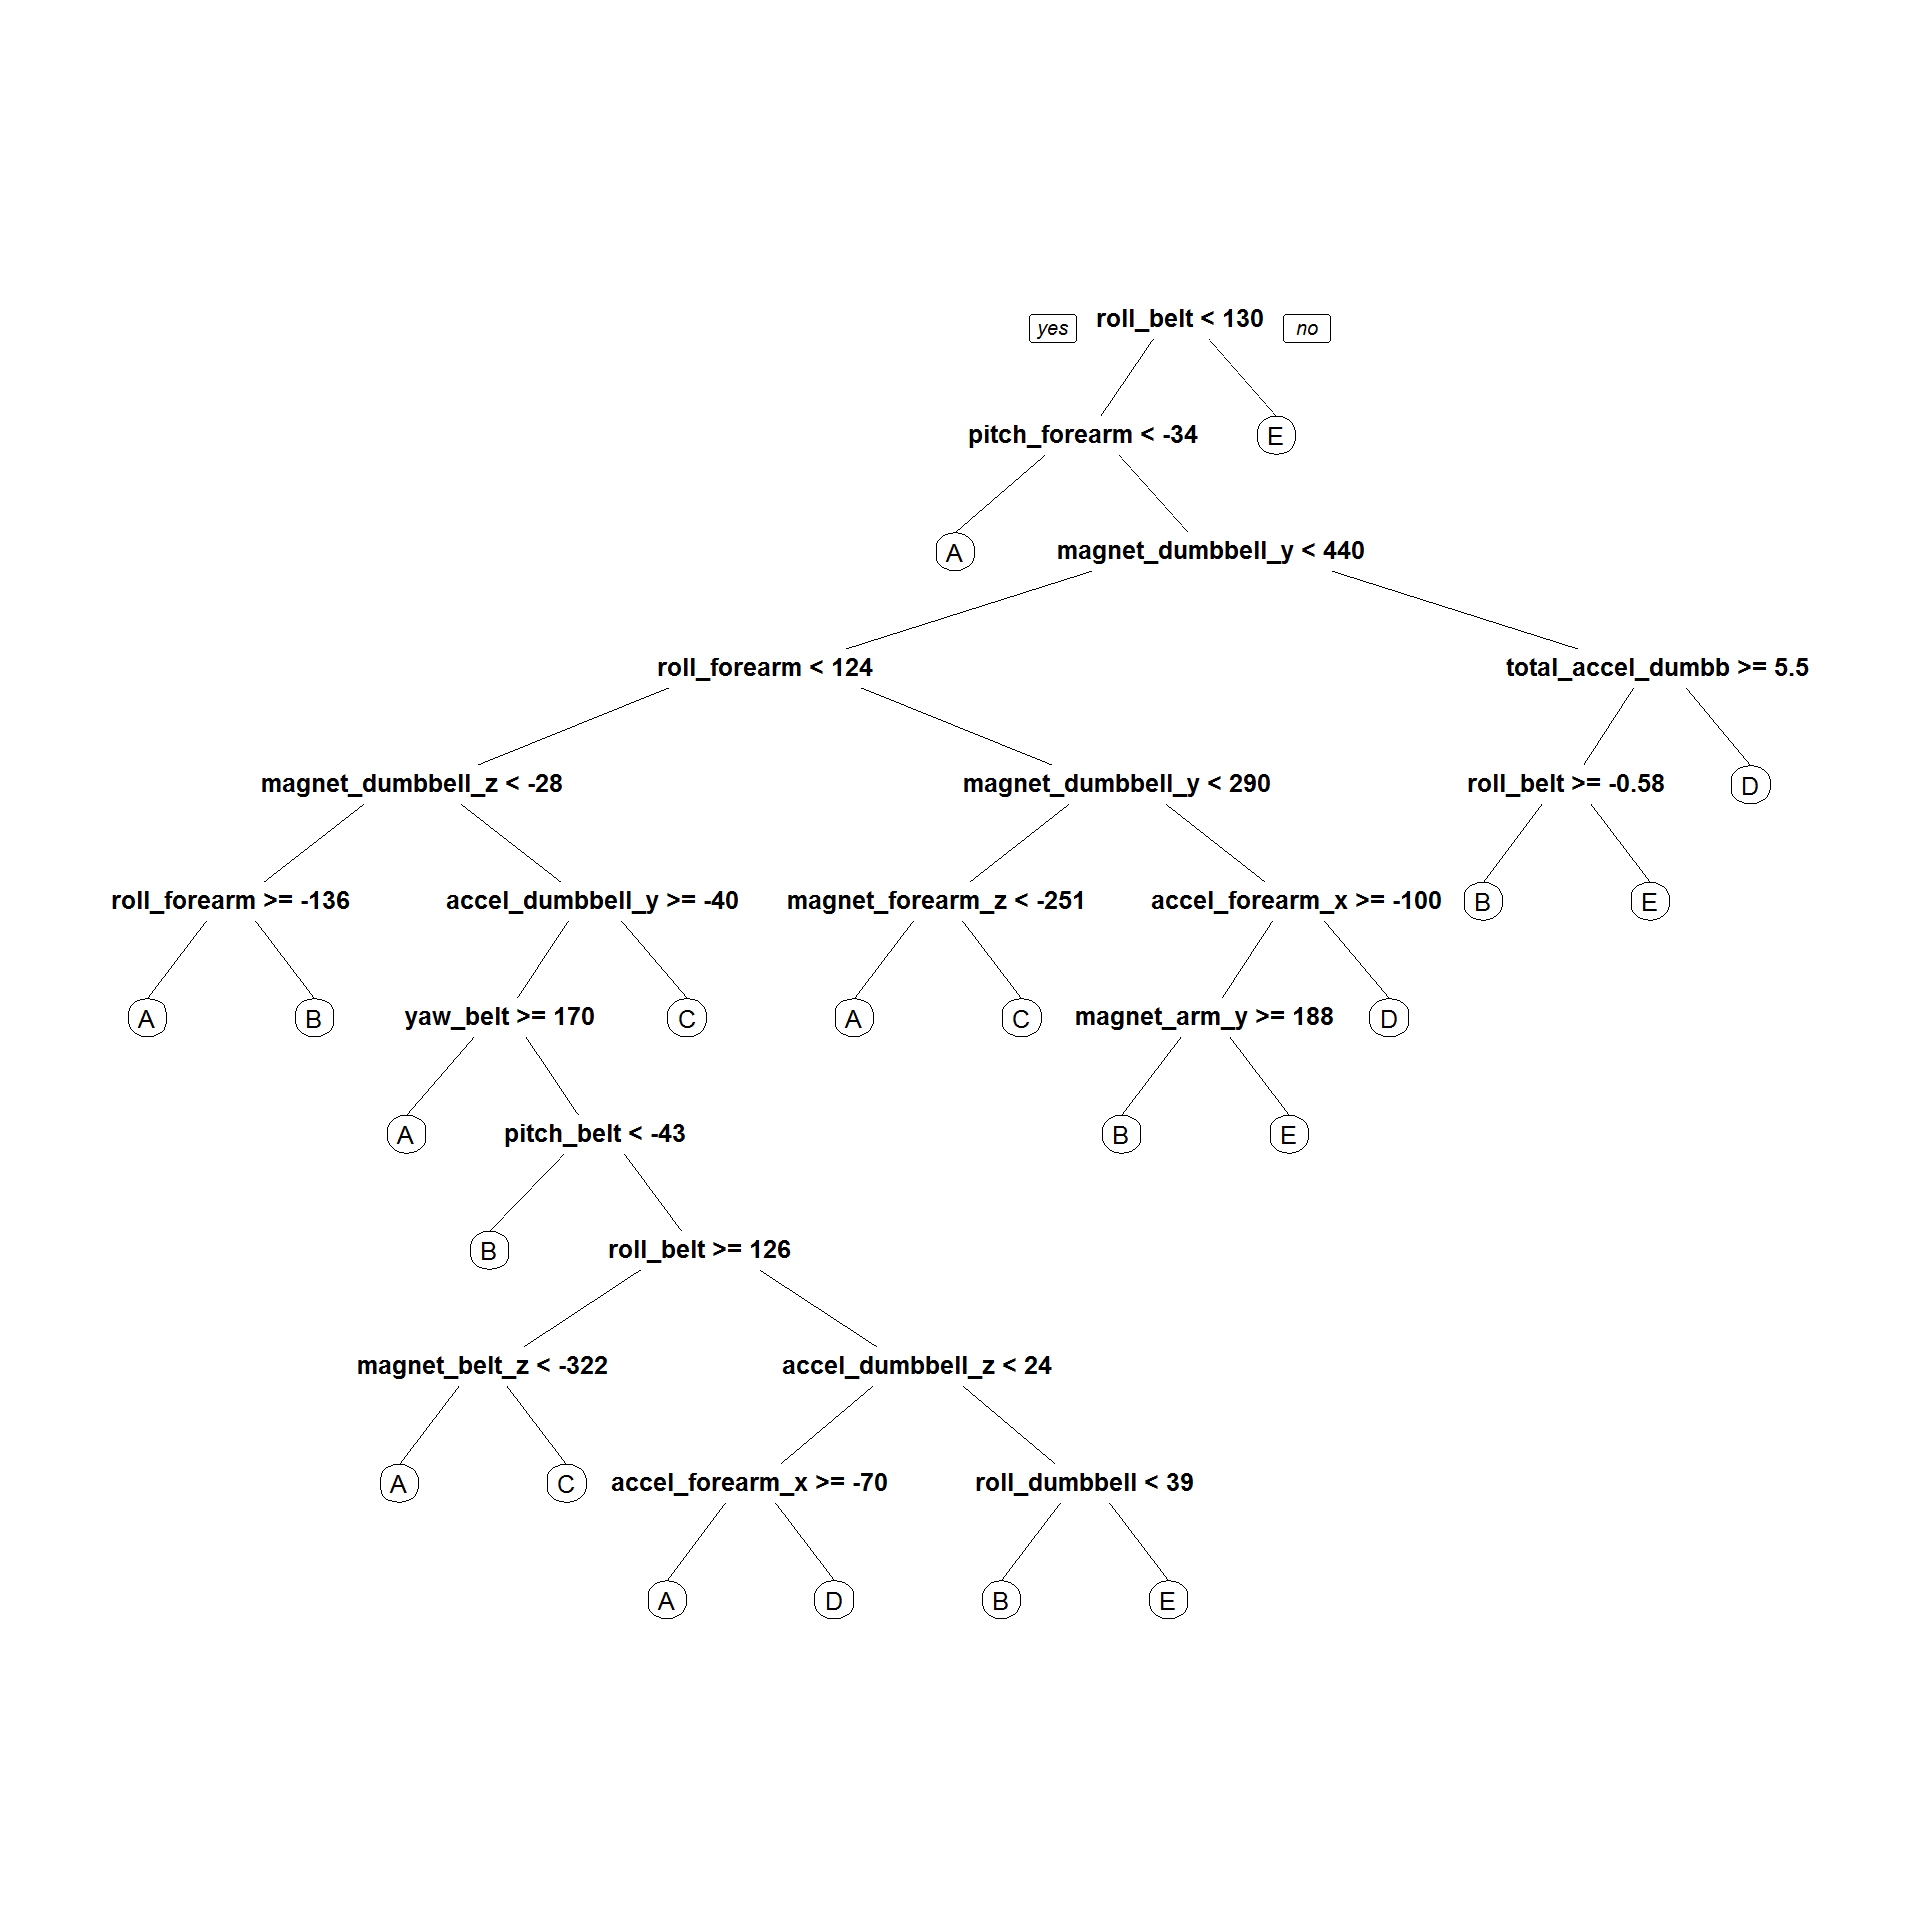 yes roll_belt < 130 no
pitch_forearm < -34 E
A magnet_dumbbell_y < 440
roll_forearm < 124 total_accel_dumbb >= 5.5
magnet_dumbbell_z < -28 magnet_dumbbell_y < 290 roll_belt >= -0.58 D
roll_forearm >= -136 accel_dumbbell_y >= -40 magnet_forearm_z < -251 accel_forearm_x >= -100 B E
A B yaw_belt >= 170 C A C magnet_arm_y >= 188 D
A pitch_belt < -43 B E
B roll_belt >= 126
magnet_belt_z < -322 accel_dumbbell_z < 24
A C accel_forearm_x >= -70 roll_dumbbell < 39
A D B E